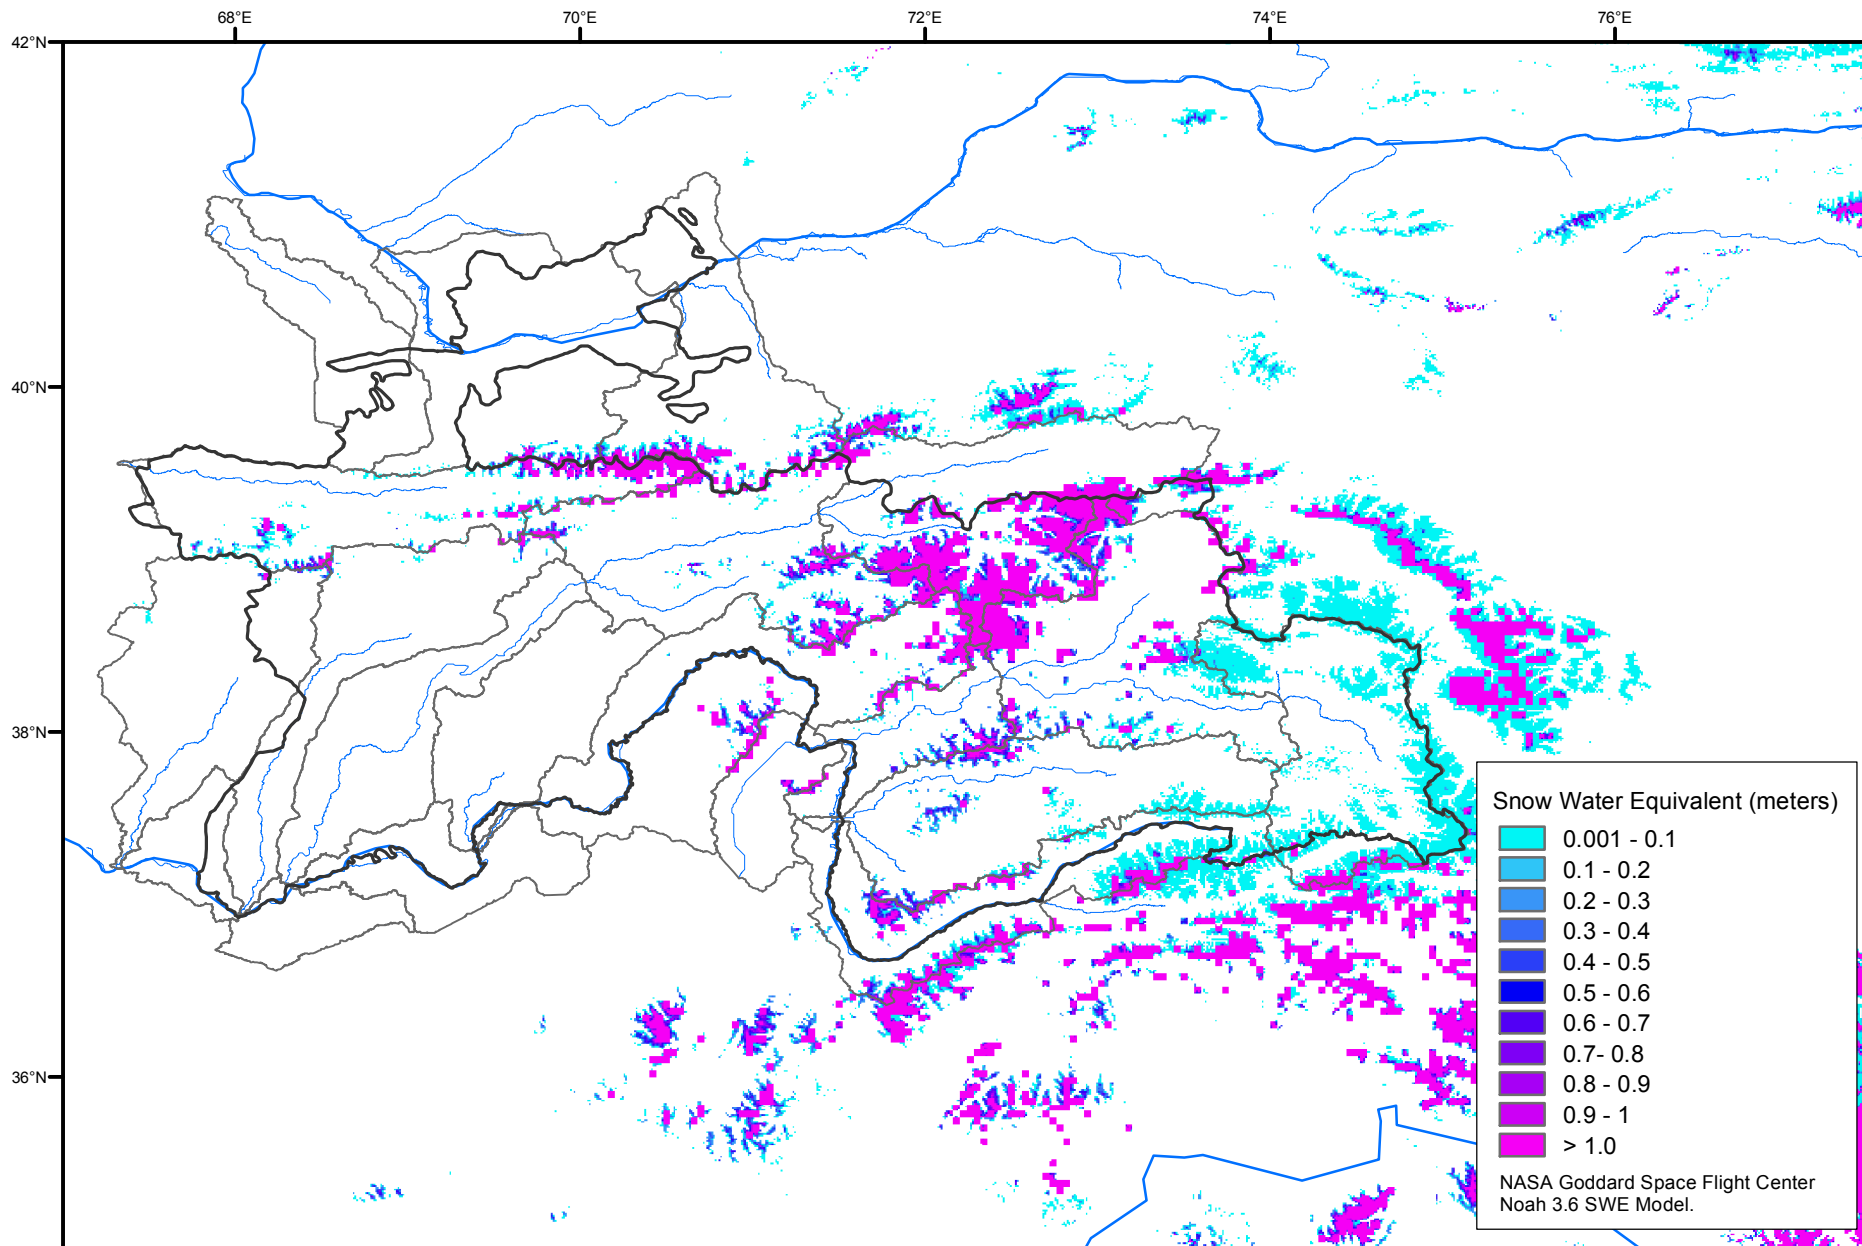 68°E 70°E 72°E 74°E 76°E
42°N
40°N
38°N
36°N
Snow Water Equivalent (meters)
0.001 - 0.1
0.1 - 0.2
0.2 - 0.3
0.3 - 0.4
0.4 - 0.5
0.5 - 0.6
0.6 - 0.7
0.7- 0.8
0.8 - 0.9
0.9 - 1
> 1.0
NASA Goddard Space Flight Center
Noah 3.6 SWE Model.